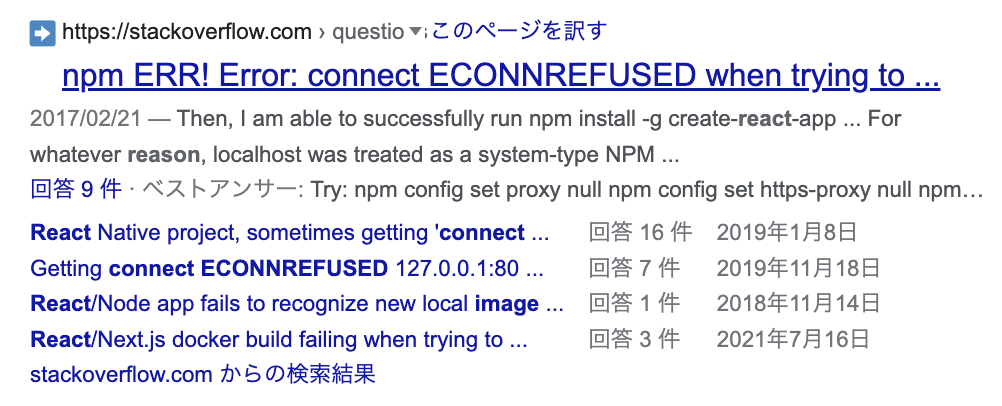 https://stackoverflow.com › questio このページを訳す
npm ERR! Error: connect ECONNREFUSED when trying to ...
2017/02/21 — Then, I am able to successfully run npm install -g create-react-app ... For
whatever reason, localhost was treated as a system-type NPM ...
回答 9 件 · ベストアンサー: Try: npm config set proxy null npm config set https-proxy null npm…
React Native project, sometimes getting 'connect ... 回答 16 件 2019年1月8日
Getting connect ECONNREFUSED 127.0.0.1:80 ... 回答 7 件 2019年11月18日
React/Node app fails to recognize new local image ... 回答 1 件 2018年11月14日
React/Next.js docker build failing when trying to ... 回答 3 件 2021年7月16日
stackoverflow.com からの検索結果